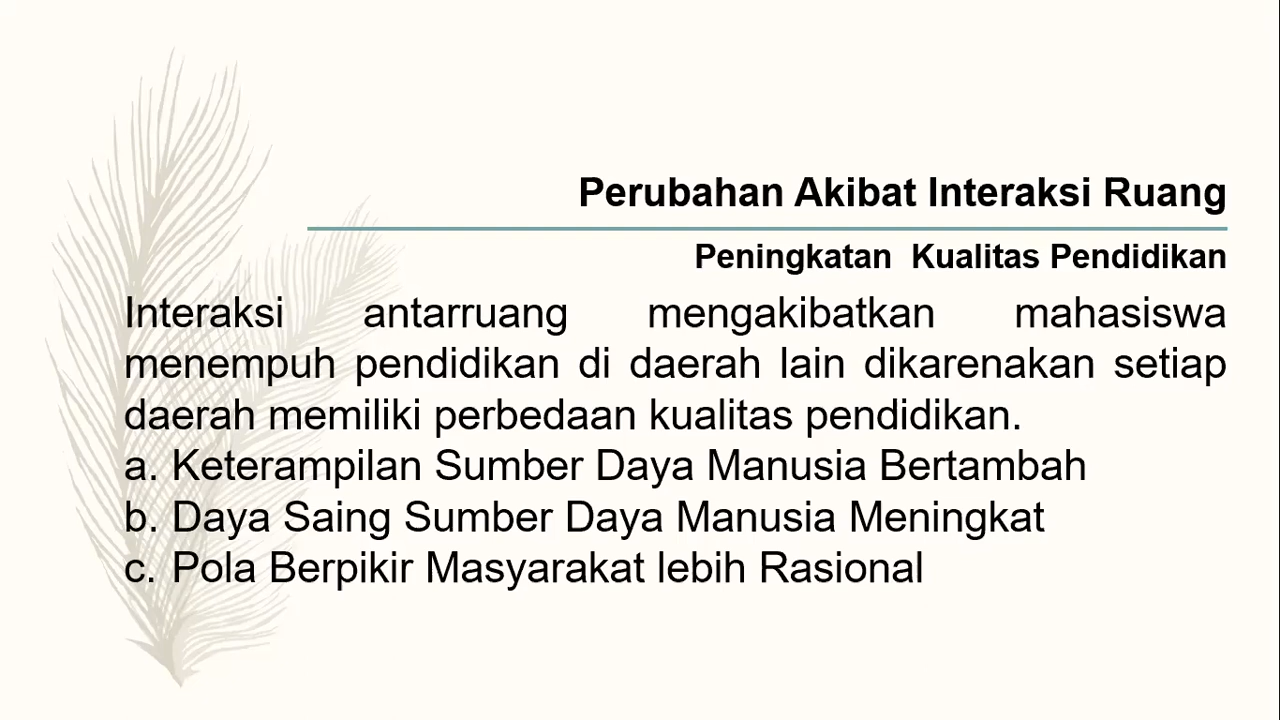 Perubahan Akibat Interaksi Ruang
Peningkatan Kualitas Pendidikan
Interaksi antarruang mengakibatkan mahasiswa
menempuh pendidikan di daerah lain dikarenakan setiap
daerah memiliki perbedaan kualitas pendidikan.
a. Keterampilan Sumber Daya Manusia Bertambah
b. Daya Saing Sumber Daya Manusia Meningkat
c. Pola Berpikir Masyarakat lebih Rasional